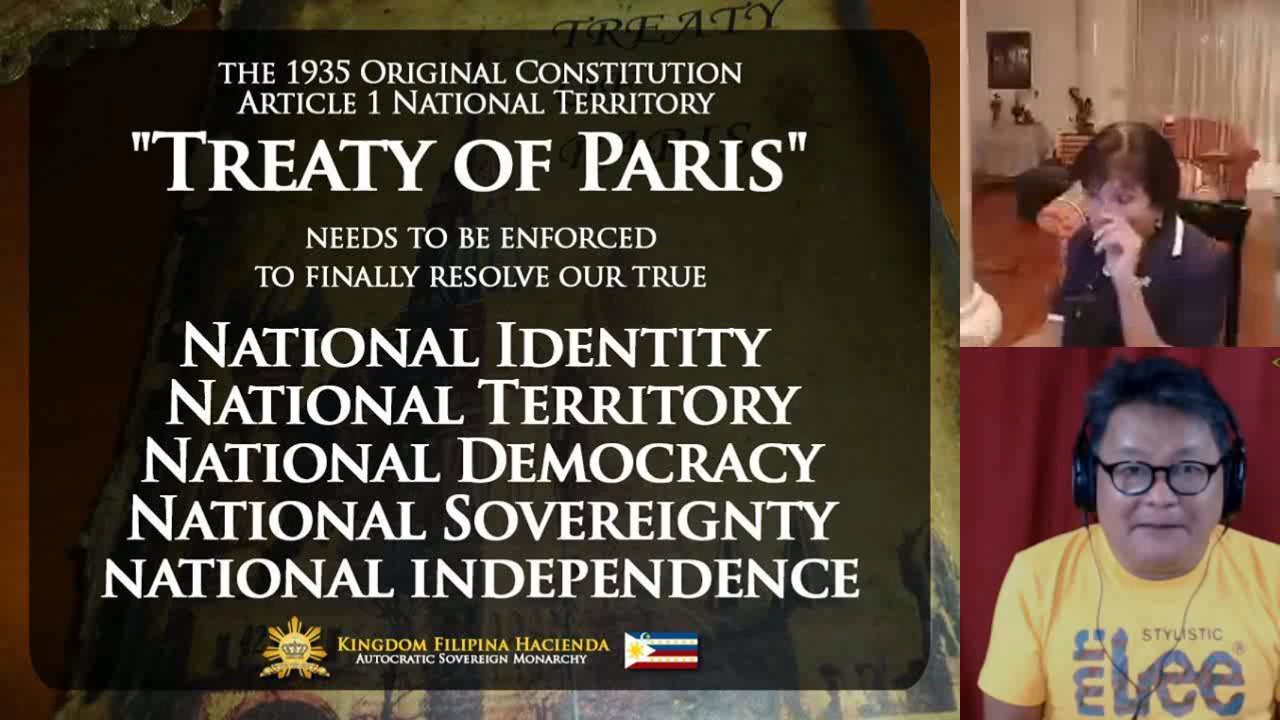 TREATY
THE 1935 ORIGINAL CONSTITUTION
ARTICLE 1 NATIONAL TERRITORY
PARIS
"TREATY OF PARIS"
NEEDS TO BE ENFORCED
TO FINALLY RESOLVE OUR TRUE
NATIONAL IDENTITY
NATIONAL TERRITORY
NATIONAL DEMOCRACY
NATIONAL SOVEREIGNTY
NATIONAL INDEPENDENCE
KINGDOM FILIPINA HACIENDA
AUTOCRATIC SOVEREIGN MONARCHY
STYLISTIC
Lee®